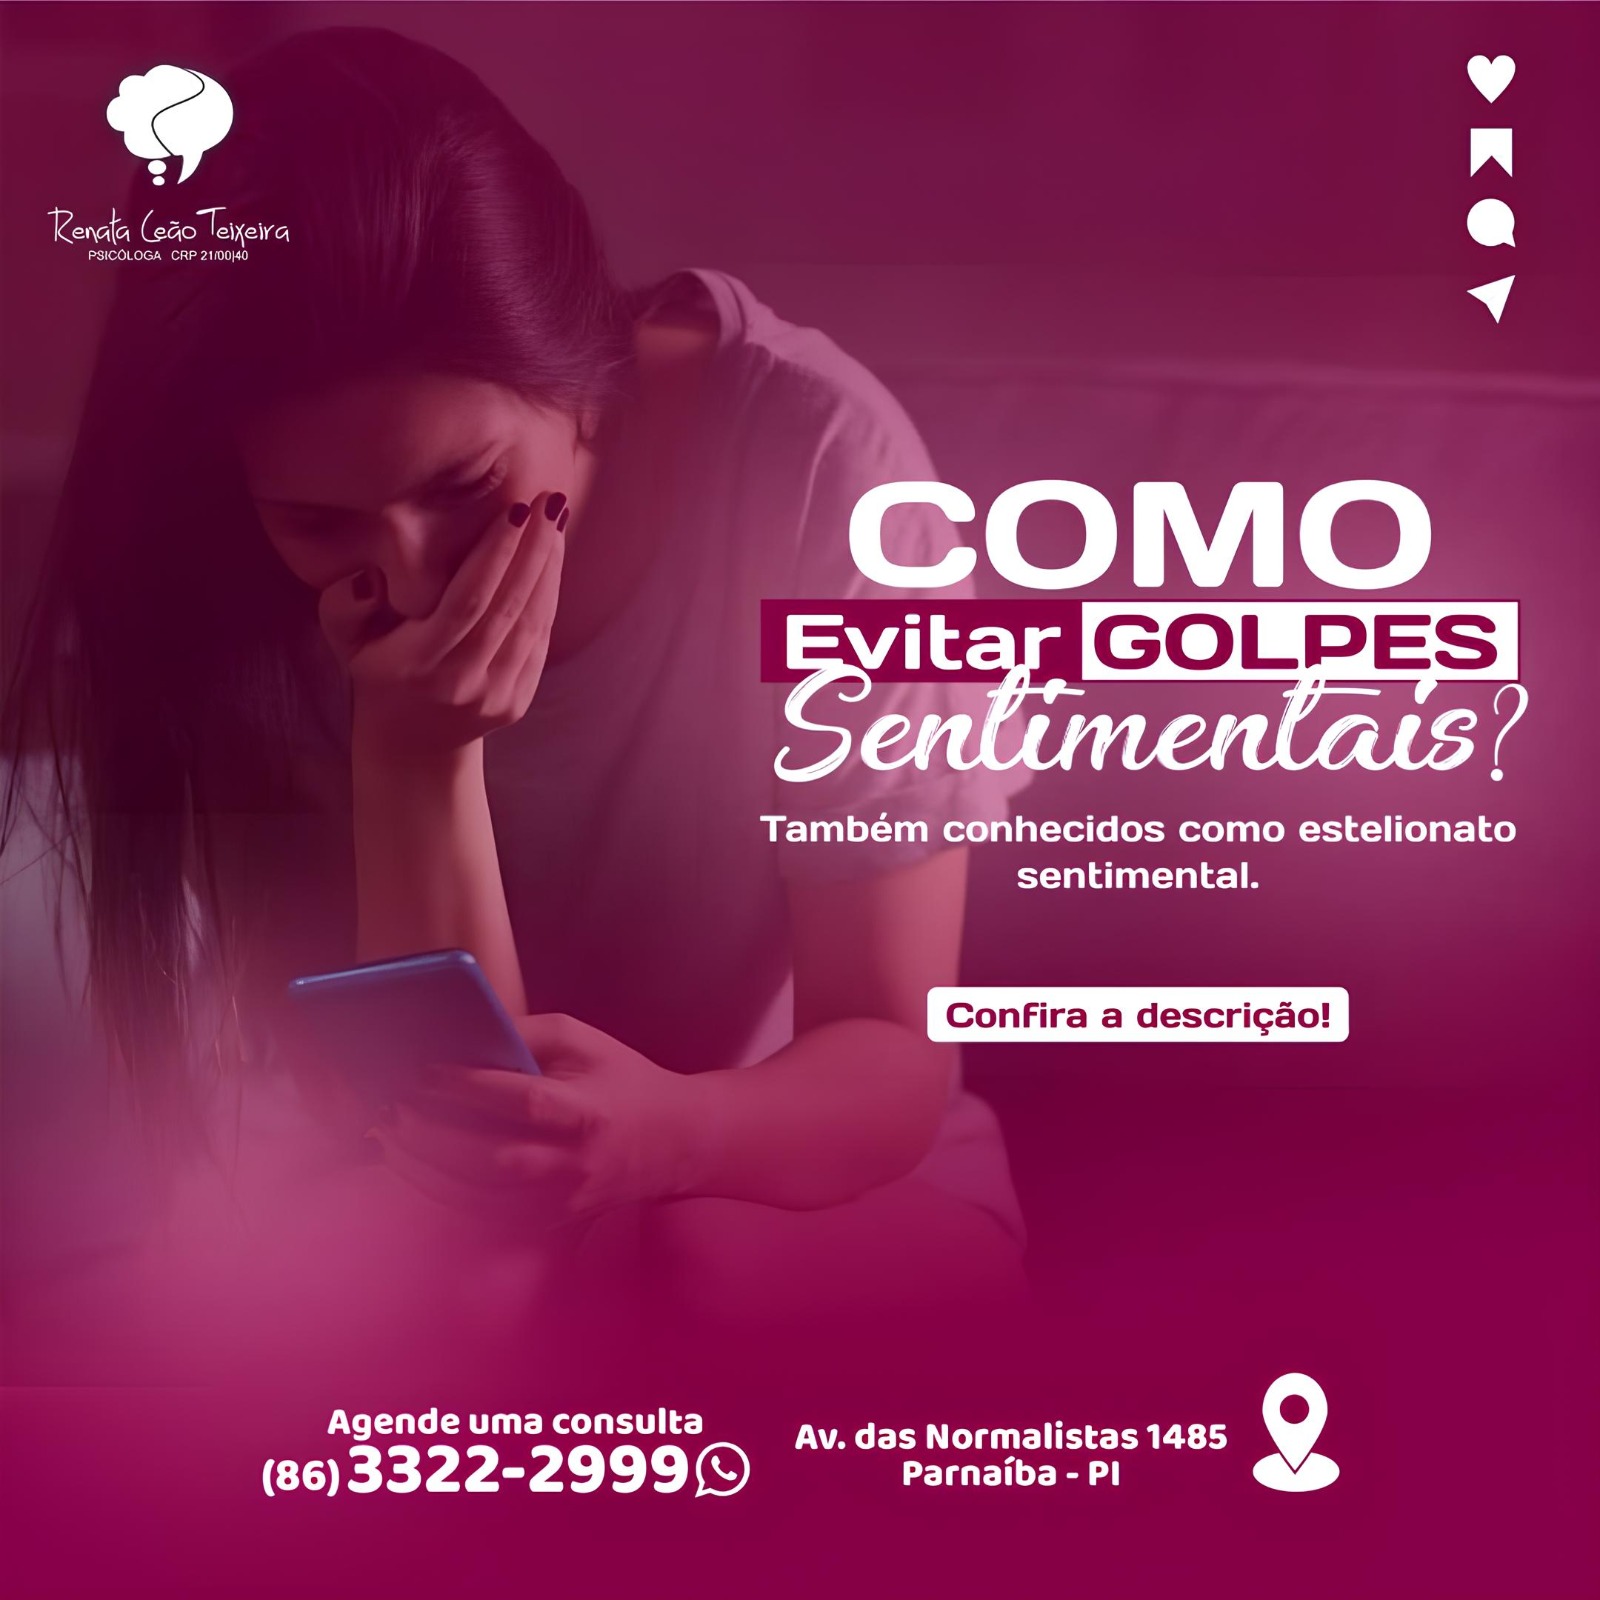 Renata Leão Teixeira
PSICÓLOGA CRP 21/00|40
COMO
Evitar GOLPES
Sentimentais?
Também conhecidos como estelionato
sentimental.
Confira a descrição!
Agende uma consulta
(86) 3322-2999
Av. das Normalistas 1485
Parnaíba - PI